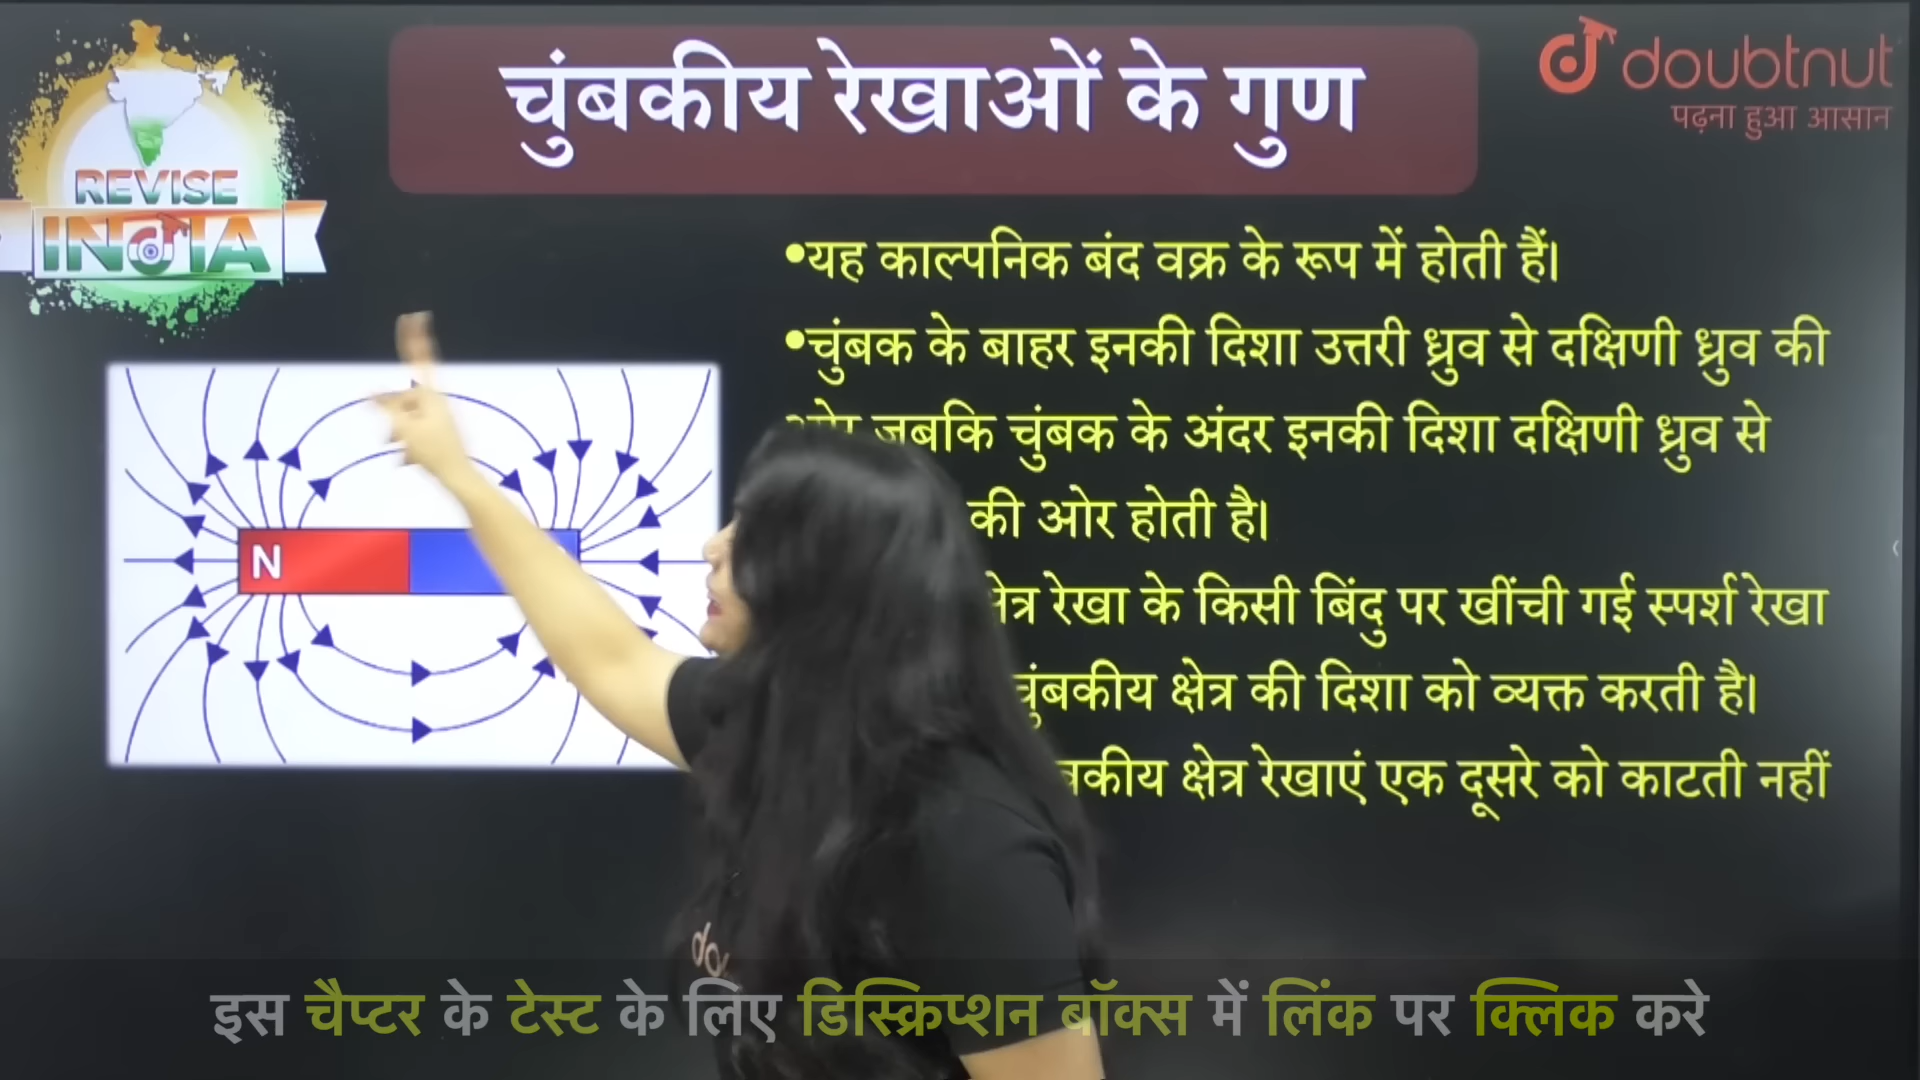 चुंबकीय रेखाओं के गुण
doubtnut
पढ़ना हुआ आसान
REVISE
INDIA
•यह काल्पनिक बंद वक्र के रूप में होती हैं।
•चुंबक के बाहर इनकी दिशा उत्तरी ध्रुव से दक्षिणी ध्रुव की
जबकि चुंबक के अंदर इनकी दिशा दक्षिणी ध्रुव से
की ओर होती है।
रेखा के किसी बिंदु पर खींची गई स्पर्श रेखा
चुंबकीय क्षेत्र की दिशा को व्यक्त करती है।
क्षेत्र रेखाएं एक दूसरे को काटती नहीं
N
इस चैप्टर के टेस्ट के लिए डिस्क्रिप्शन बॉक्स में लिंक पर क्लिक करे